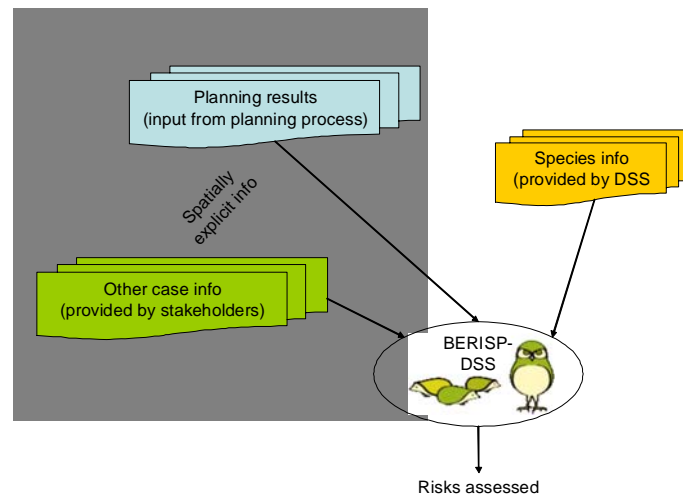 Planning results
(input from planning process)
Species info
(provided by DSS
Spatially
explicit info
Other case info
(provided by stakeholders)
BERISP-
DSS
Risks assessed